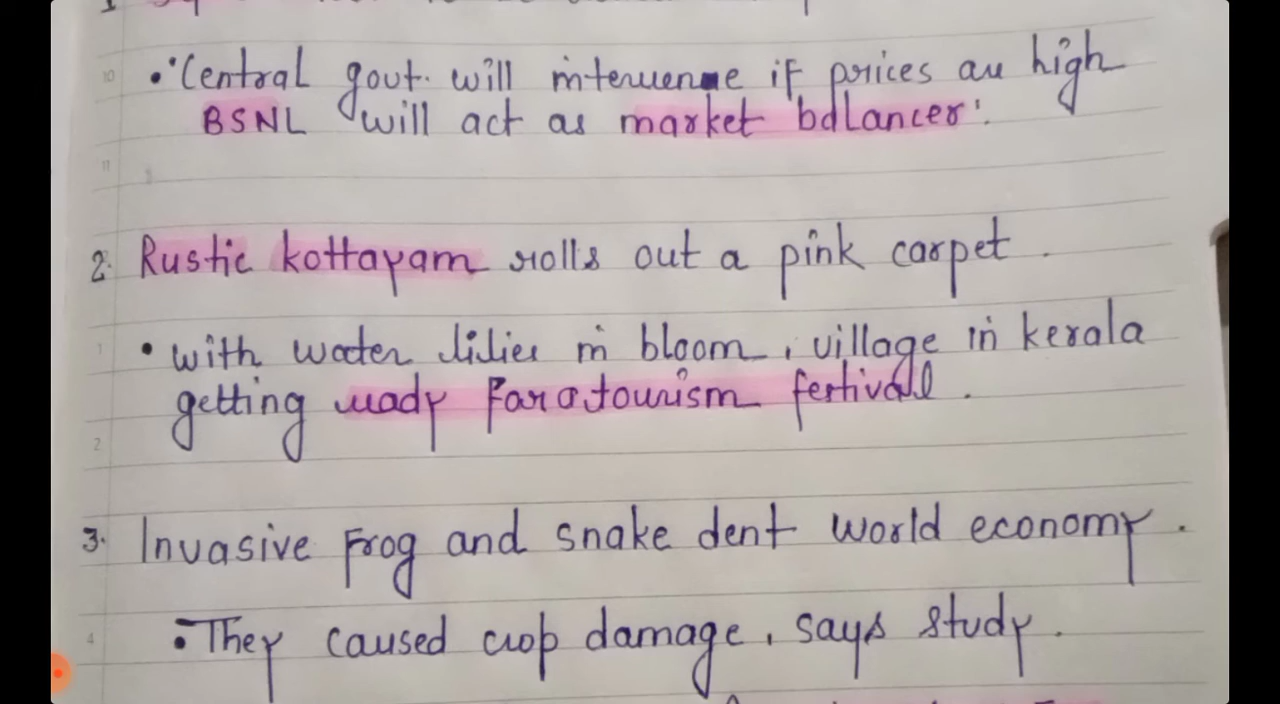 • "Central govt. will intervene if prices are high
BSNL will act as market balancer".
2. Rustic kottayam rolls out a pink carpet.
• with water lilies in bloom, village in kerala
getting ready for a tourism festival.
3. Invasive Frog and snake dent world economy.
• They caused crop damage, says study.